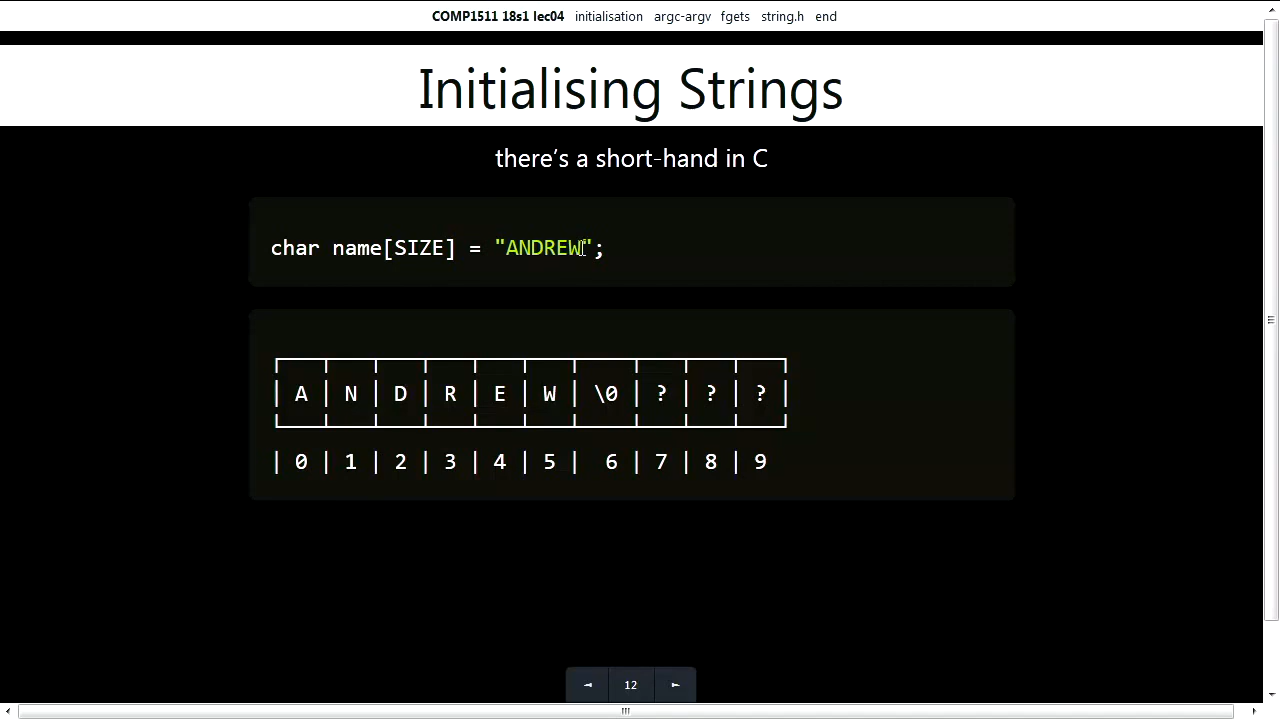 COMP1511 18s1 lec04 initialisation argc-argv fgets string.h end
Initialising Strings
there's a short-hand in C
char name[SIZE] = "ANDREW";
| A | N | D | R | E | W | \0 | ? | ? | ? |
| 0 | 1 | 2 | 3 | 4 | 5 | 6 | 7 | 8 | 9
12